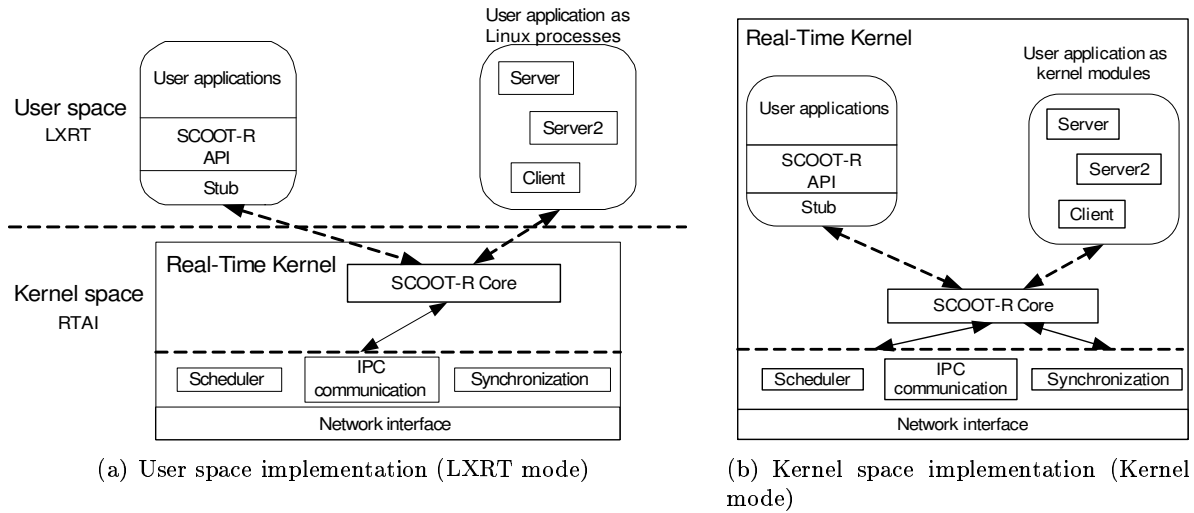 User application as
Linux processes
User applications
SCOOT-R
API
Stub
Server
Server2
Client
User space
LXRT
Real-Time Kernel
SCOOT-R Core
Kernel space
RTAI
Scheduler
IPC
communication
Synchronization
Network interface
(a) User space implementation (LXRT mode)
Real-Time Kernel
User application as
kernel modules
User applications
SCOOT-R
API
Stub
Server
Server2
Client
SCOOT-R Core
Scheduler
IPC
communication
Synchronization
Network interface
(b) Kernel space implementation (Kernel
mode)